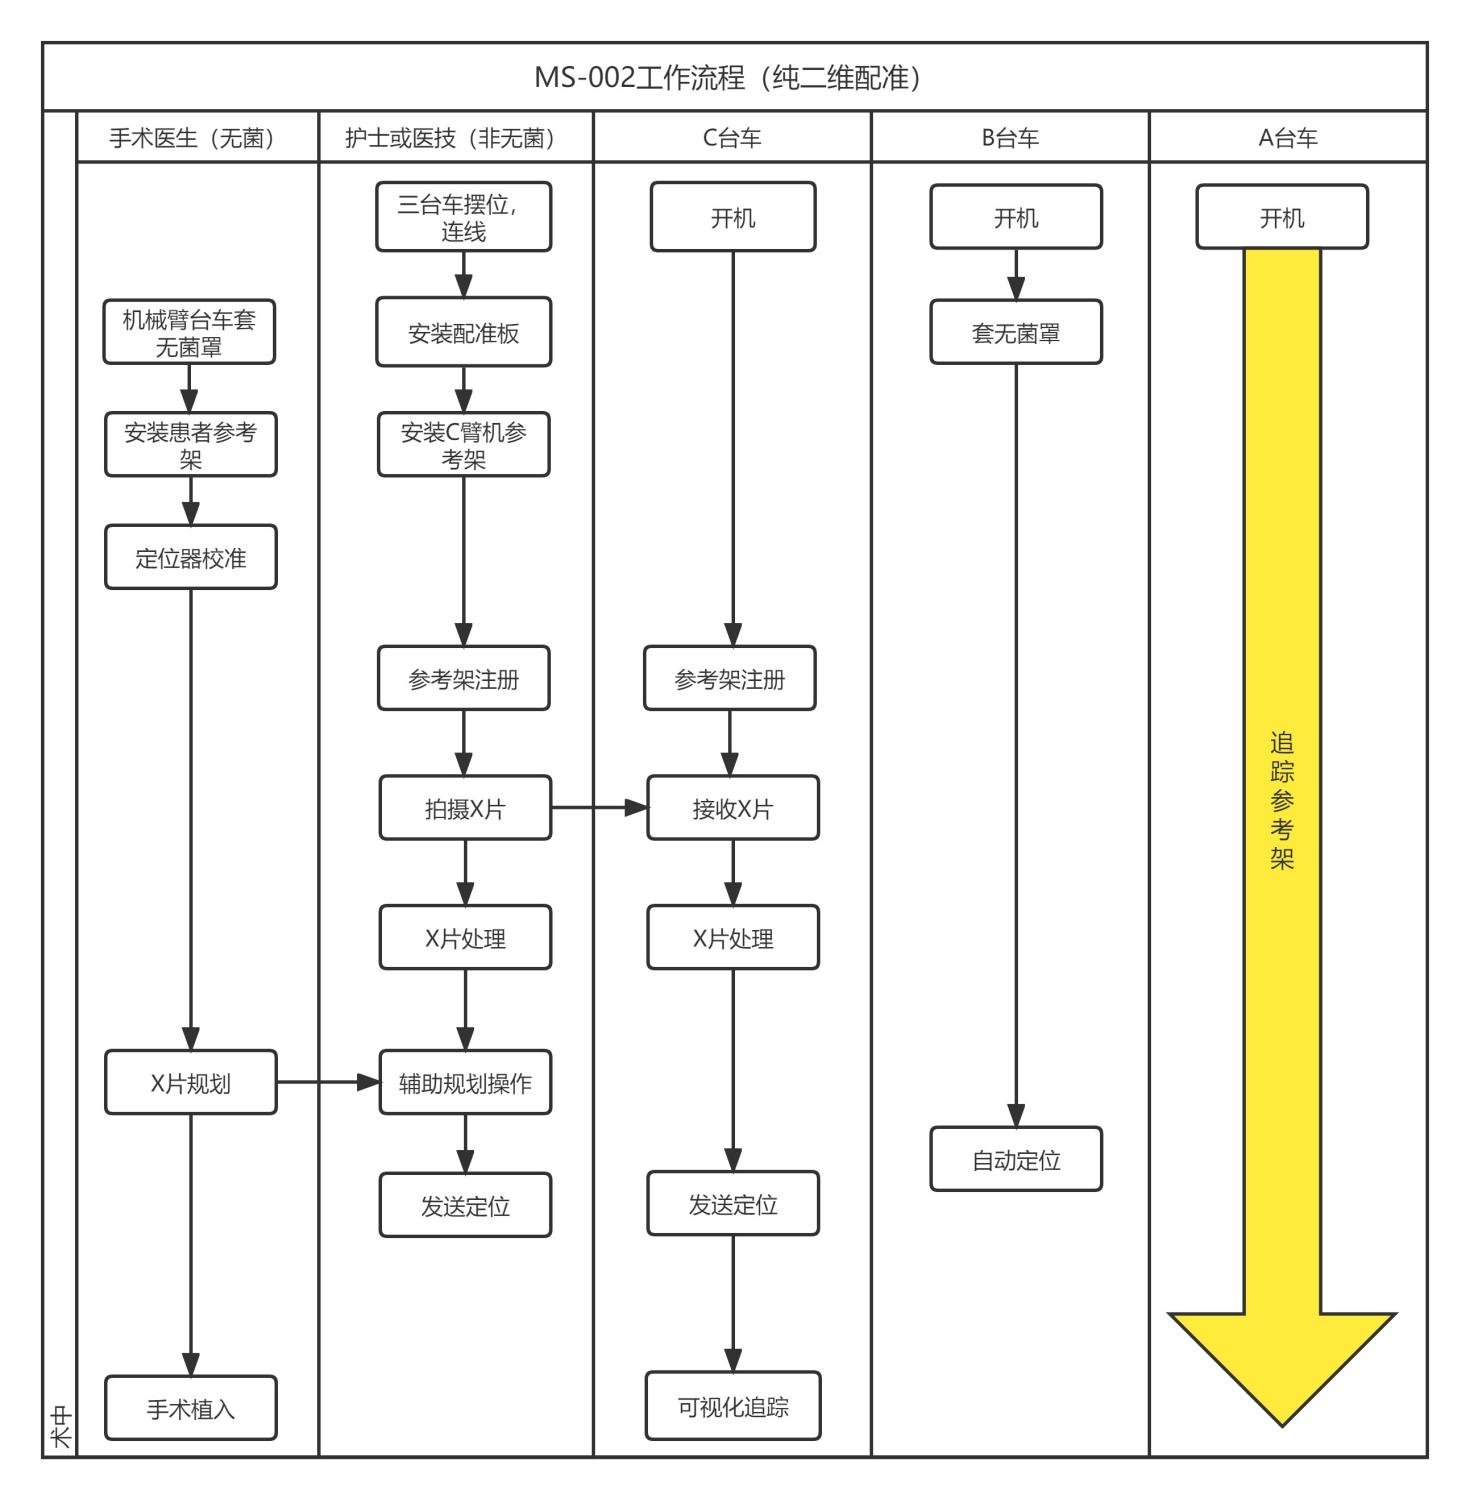 MS-002工作流程（纯二维配准）
手术医生（无菌）
护士或医技（非无菌）
C台车
B台车
A台车
三台车摆位，
连线
开机
开机
开机
机械臂台车套
无菌罩
安装配准板
套无菌罩
安装患者参考
架
安装C臂机参
考架
定位器校准
参考架注册
参考架注册
追
踪
参
考
架
拍摄X片
接收X片
X片处理
X片处理
X片规划
辅助规划操作
自动定位
发送定位
发送定位
手术植入
可视化追踪
术中